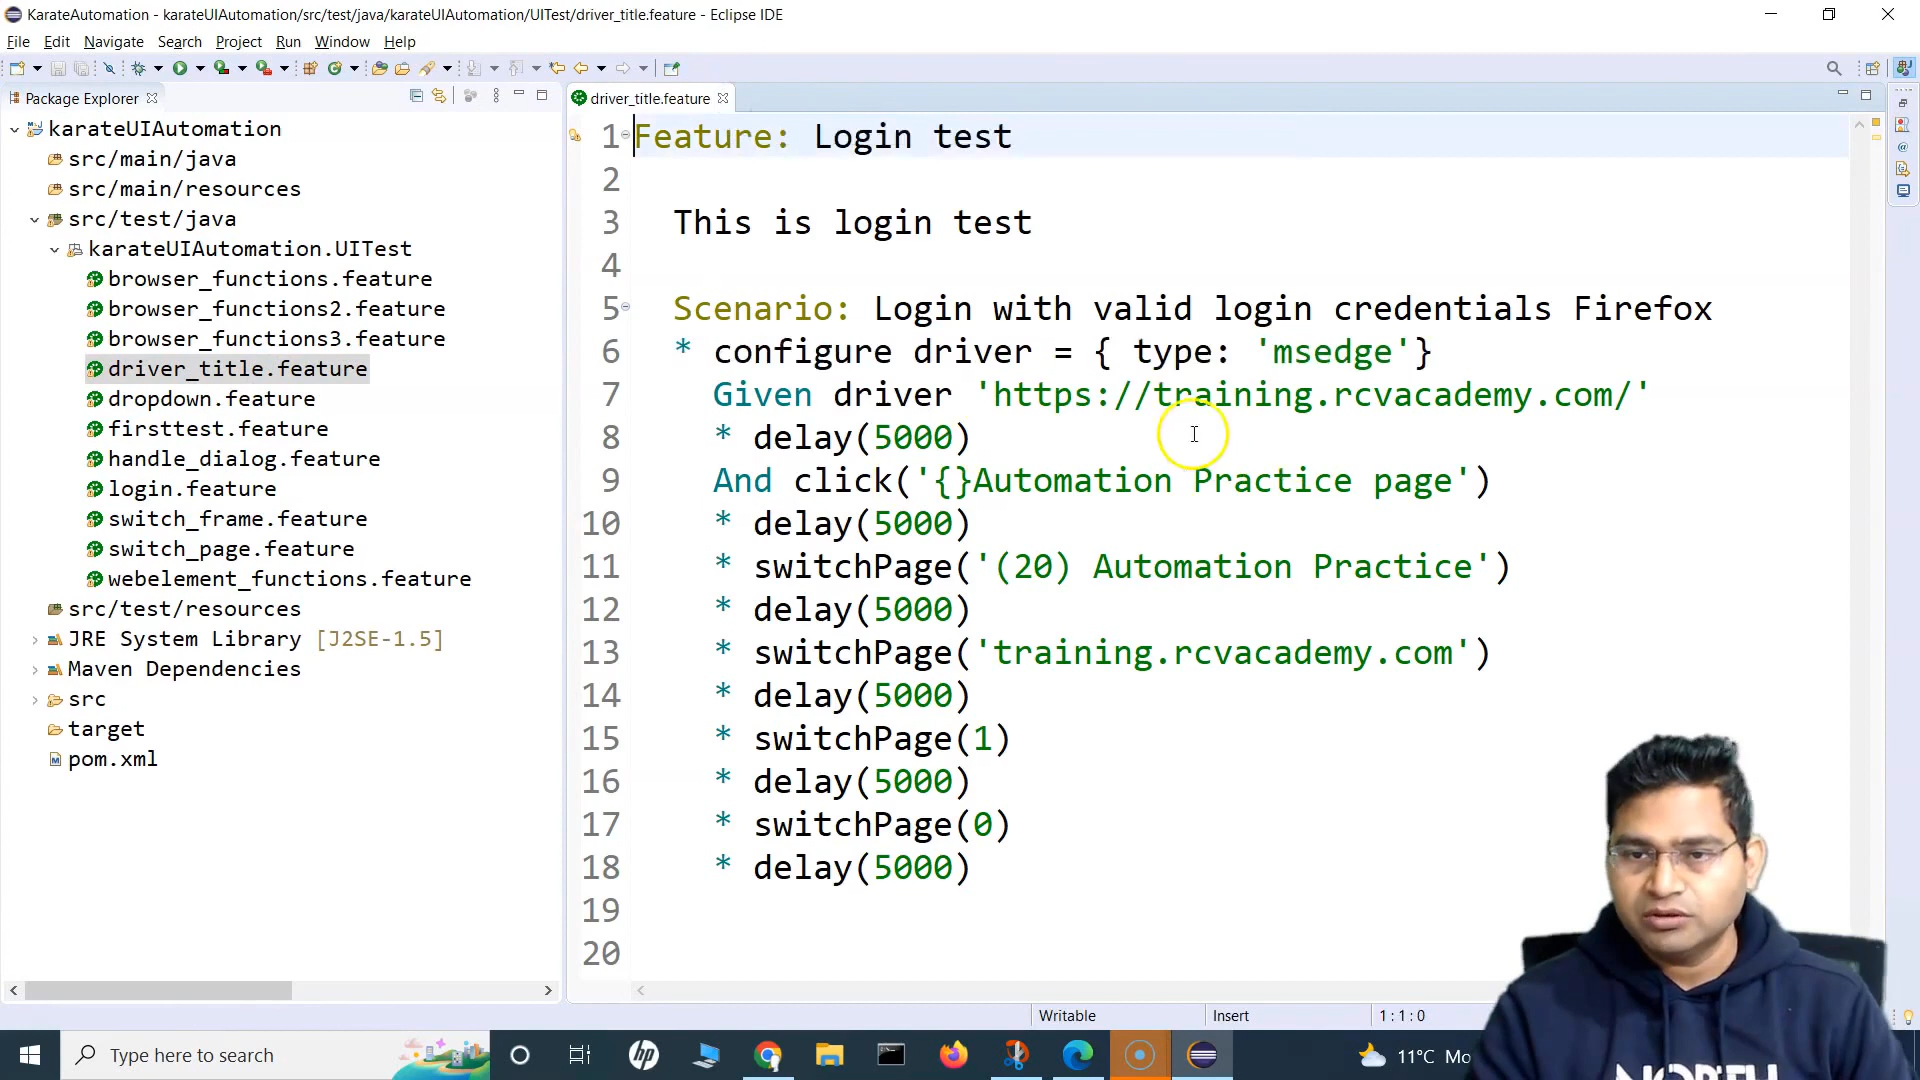 KarateAutomation - karateUIAutomation/src/test/java/karateUIAutomation/UITest/driver_title.feature - Eclipse IDE
File Edit Navigate Search Project Run Window Help
Package Explorer
driver_title.feature
karateUIAutomation
src/main/java
src/main/resources
src/test/java
karateUIAutomation.UITest
browser_functions.feature
browser_functions2.feature
browser_functions3.feature
driver_title.feature
dropdown.feature
firsttest.feature
handle_dialog.feature
login.feature
switch_frame.feature
switch_page.feature
webelement_functions.feature
src/test/resources
JRE System Library [J2SE-1.5]
Maven Dependencies
src
target
pom.xml
1 Feature: Login test
2
3 This is login test
4
5 Scenario: Login with valid login credentials Firefox
6 * configure driver = { type: 'msedge'}
7 Given driver 'https://training.rcvacademy.com/'
8 * delay(5000)
9 And click('{}Automation Practice page')
10 * delay(5000)
11 * switchPage('(20) Automation Practice')
12 * delay(5000)
13 * switchPage('training.rcvacademy.com')
14 * delay(5000)
15 * switchPage(1)
16 * delay(5000)
17 * switchPage(0)
18 * delay(5000)
19
20
Writable Insert 1 : 1 : 0
Type here to search
hp
11°C Mo